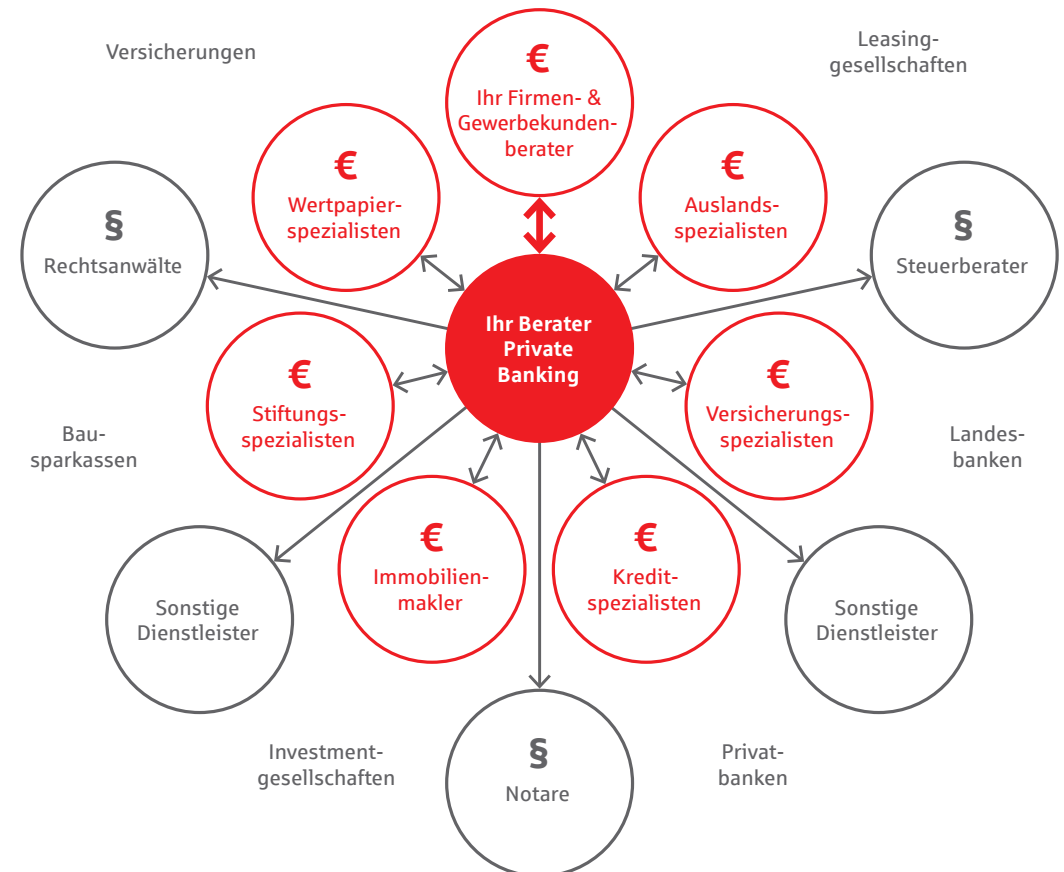 Versicherungen
€
Ihr Firmen- &
Gewerbekunden-
berater
Leasing-
gesellschaften
€
Wertpapier-
spezialisten
€
Auslands-
spezialisten
§
Rechtsanwälte
§
Steuerberater
Ihr Berater
Private
Banking
€
Stiftungs-
spezialisten
€
Versicherungs-
spezialisten
Bau-
sparkassen
Landes-
banken
€
Immobilien-
makler
€
Kredit-
spezialisten
Sonstige
Dienstleister
Sonstige
Dienstleister
Investment-
gesellschaften
§
Notare
Privat-
banken